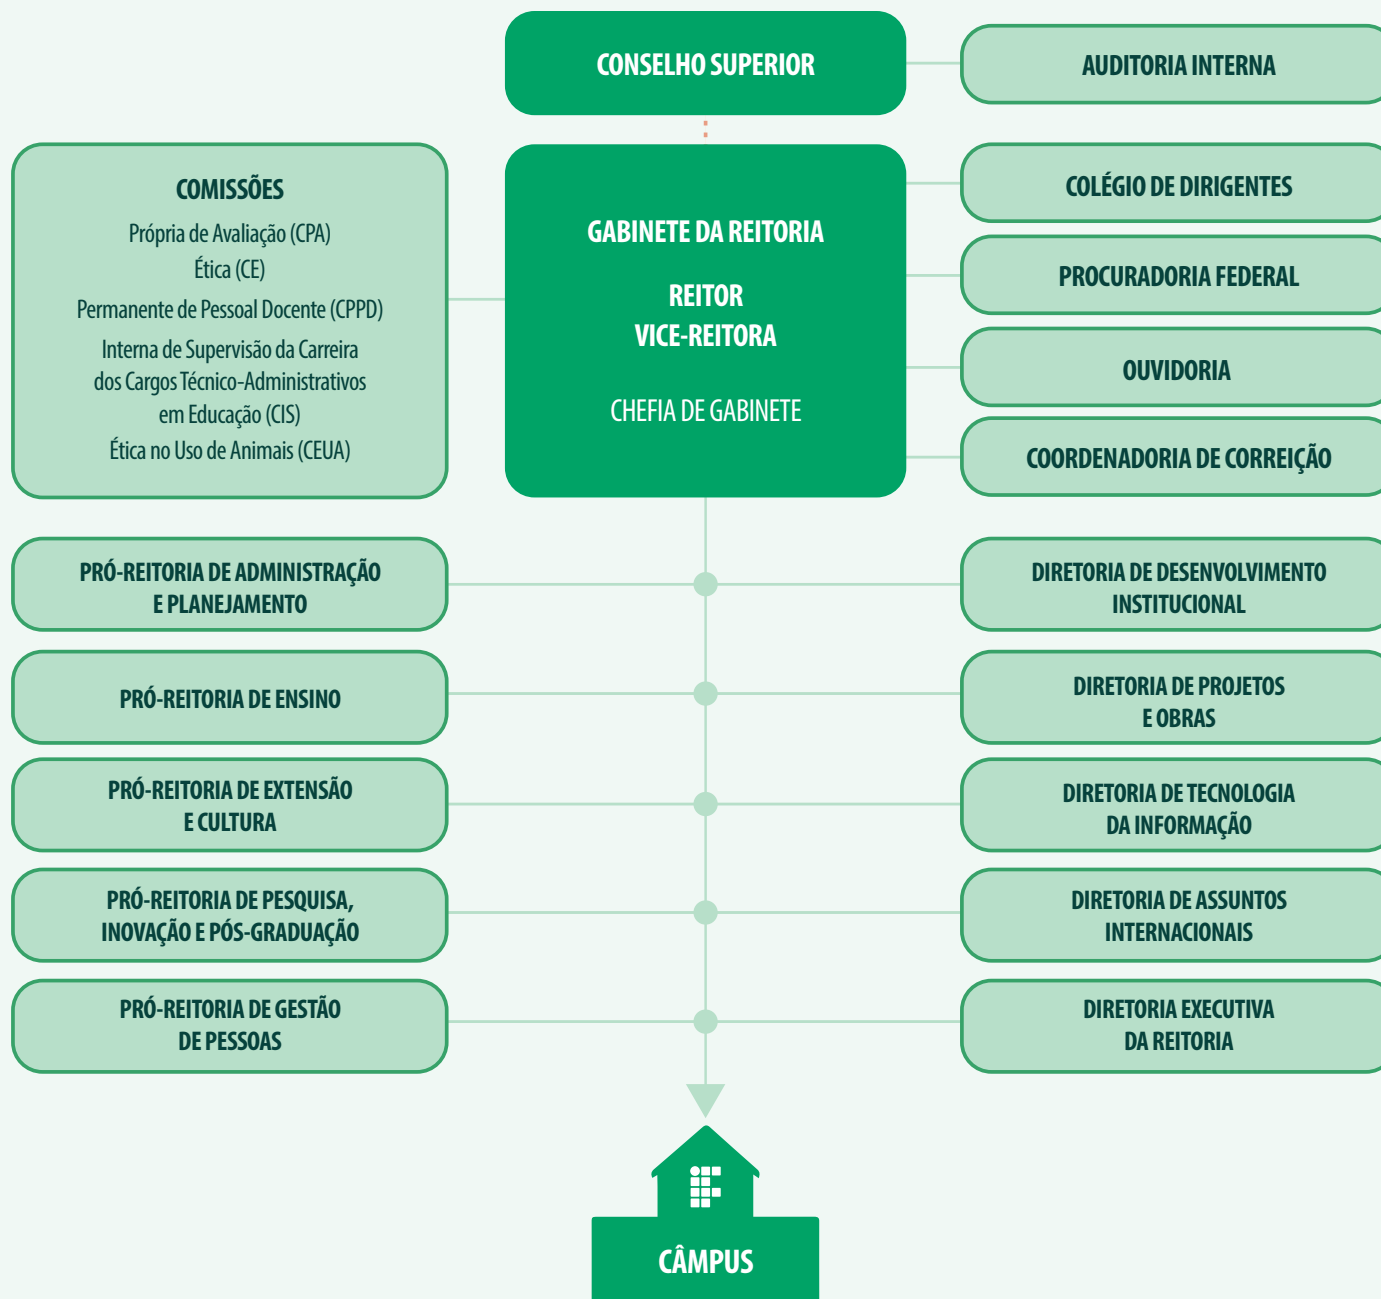 CONSELHO SUPERIOR
AUDITORIA INTERNA
COMISSÕES
Própria de Avaliação (CPA)
Ética (CE)
Permanente de Pessoal Docente (CPPD)
Interna de Supervisão da Carreira
dos Cargos Técnico-Administrativos
em Educação (CIS)
Ética no Uso de Animais (CEUA)
GABINETE DA REITORIA
REITOR
VICE-REITORA
CHEFIA DE GABINETE
COLÉGIO DE DIRIGENTES
PROCURADORIA FEDERAL
OUVIDORIA
COORDENADORIA DE CORREIÇÃO
PRÓ-REITORIA DE ADMINISTRAÇÃO
E PLANEJAMENTO
DIRETORIA DE DESENVOLVIMENTO
INSTITUCIONAL
PRÓ-REITORIA DE ENSINO
DIRETORIA DE PROJETOS
E OBRAS
PRÓ-REITORIA DE EXTENSÃO
E CULTURA
DIRETORIA DE TECNOLOGIA
DA INFORMAÇÃO
PRÓ-REITORIA DE PESQUISA,
INOVAÇÃO E PÓS-GRADUAÇÃO
DIRETORIA DE ASSUNTOS
INTERNACIONAIS
PRÓ-REITORIA DE GESTÃO
DE PESSOAS
DIRETORIA EXECUTIVA
DA REITORIA
CÂMPUS